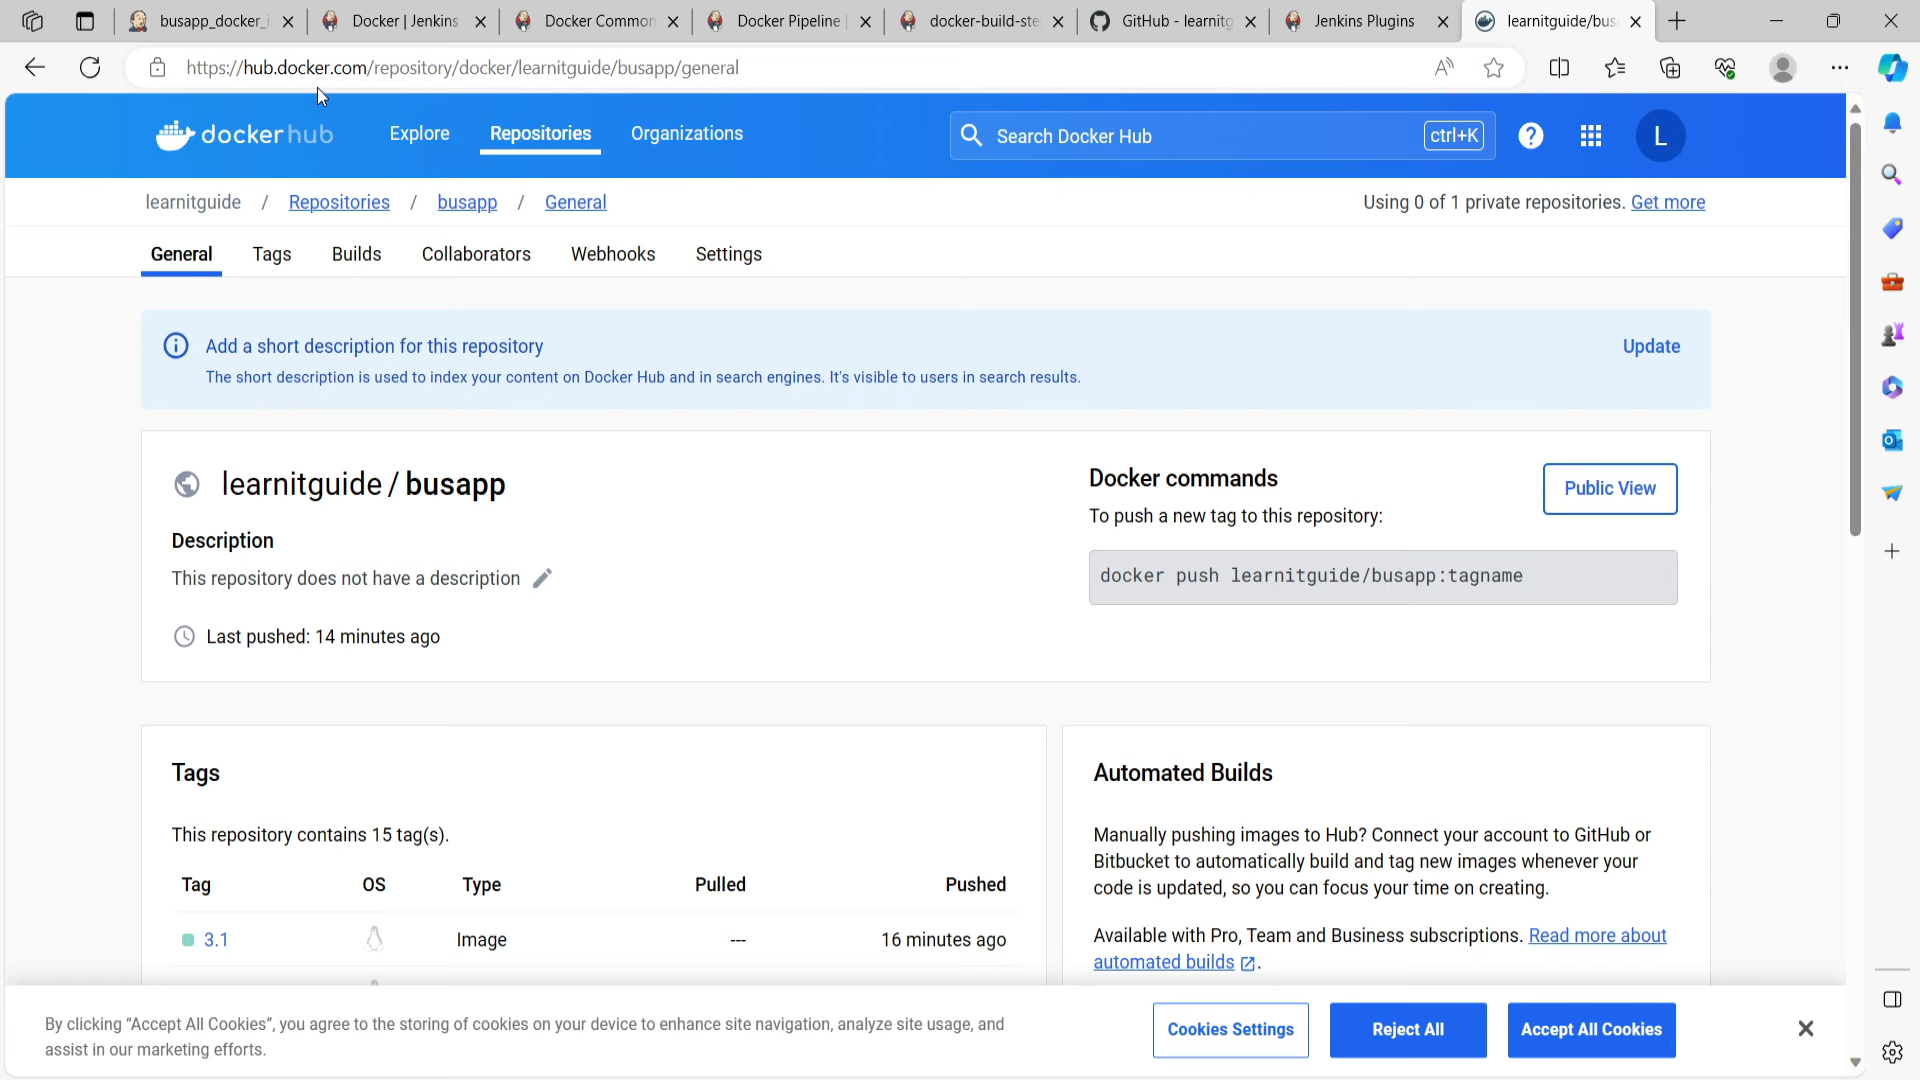 busapp_docker_i
Docker | Jenkins
Docker Common
Docker Pipeline |
docker-build-ste
GitHub - learnitg
Jenkins Plugins
learnitguide/bus
https://hub.docker.com/repository/docker/learnitguide/busapp/general
dockerhub
Explore
Repositories
Organizations
Search Docker Hub
ctrl+K
L
learnitguide / Repositories / busapp / General
Using 0 of 1 private repositories. Get more
General
Tags
Builds
Collaborators
Webhooks
Settings
Add a short description for this repository
Update
The short description is used to index your content on Docker Hub and in search engines. It's visible to users in search results.
learnitguide / busapp
Description
This repository does not have a description
Last pushed: 14 minutes ago
Docker commands
Public View
To push a new tag to this repository:
docker push learnitguide/busapp:tagname
Tags
This repository contains 15 tag(s).
Tag OS Type Pulled Pushed
3.1 Image --- 16 minutes ago
Automated Builds
Manually pushing images to Hub? Connect your account to GitHub or
Bitbucket to automatically build and tag new images whenever your
code is updated, so you can focus your time on creating.
Available with Pro, Team and Business subscriptions. Read more about
automated builds.
By clicking “Accept All Cookies”, you agree to the storing of cookies on your device to enhance site navigation, analyze site usage, and
assist in our marketing efforts.
Cookies Settings
Reject All
Accept All Cookies